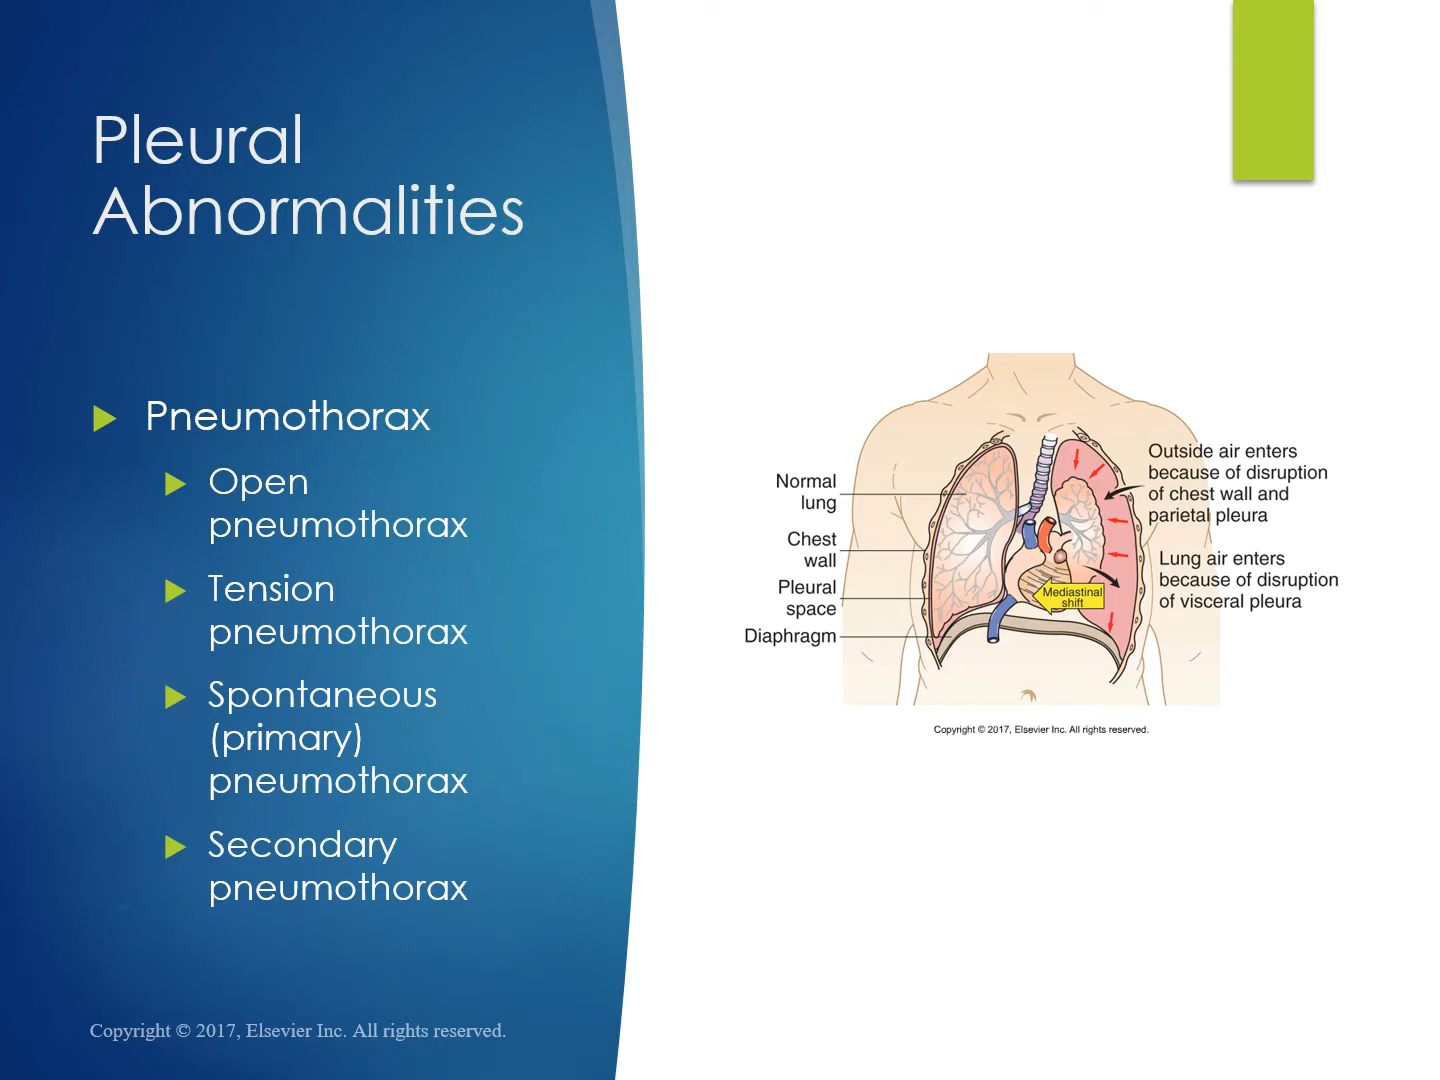 Pleural
Abnormalities
Pneumothorax
Open
pneumothorax
Tension
pneumothorax
Spontaneous
(primary)
pneumothorax
Secondary
pneumothorax
Copyright © 2017, Elsevier Inc. All rights reserved.
Normal
lung
Chest
wall
Pleural
space
Diaphragm
Mediastinal
shift
Outside air enters
because of disruption
of chest wall and
parietal pleura
Lung air enters
because of disruption
of visceral pleura
Copyright © 2017, Elsevier Inc. All rights reserved.